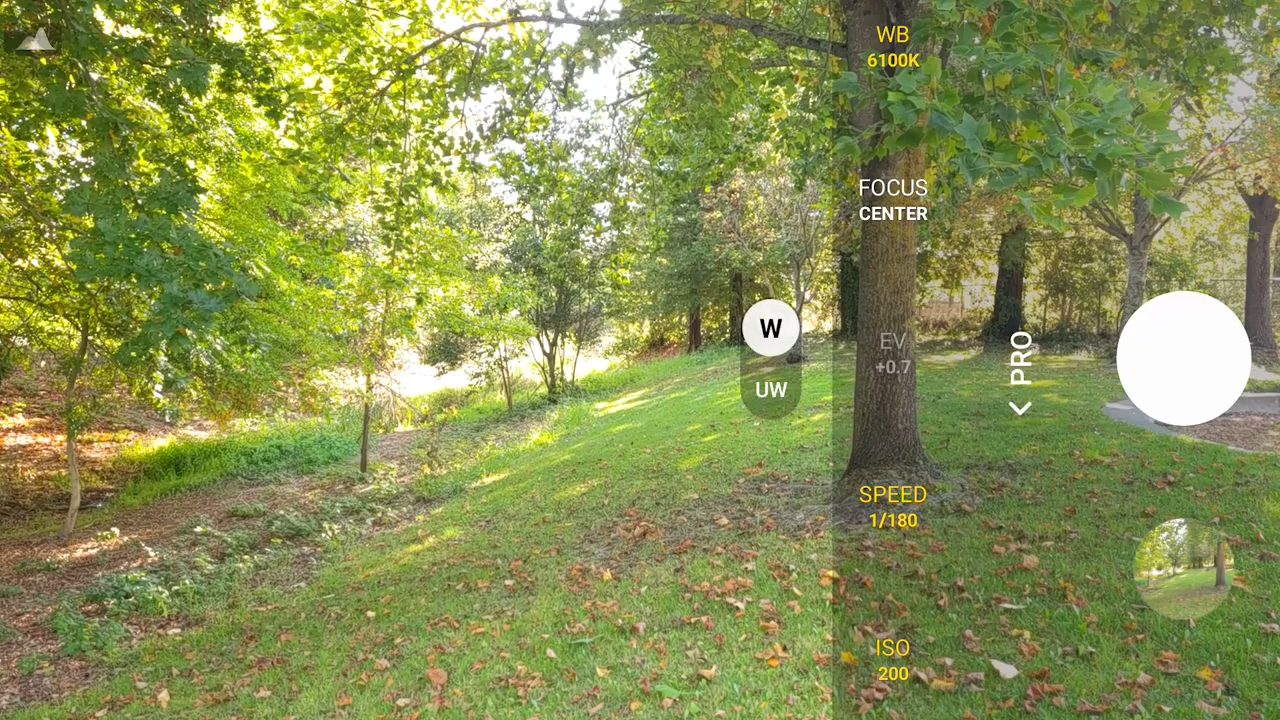 WB
6100K
FOCUS
CENTER
W
UW
EV
+0.7
PRO
SPEED
1/180
ISO
200